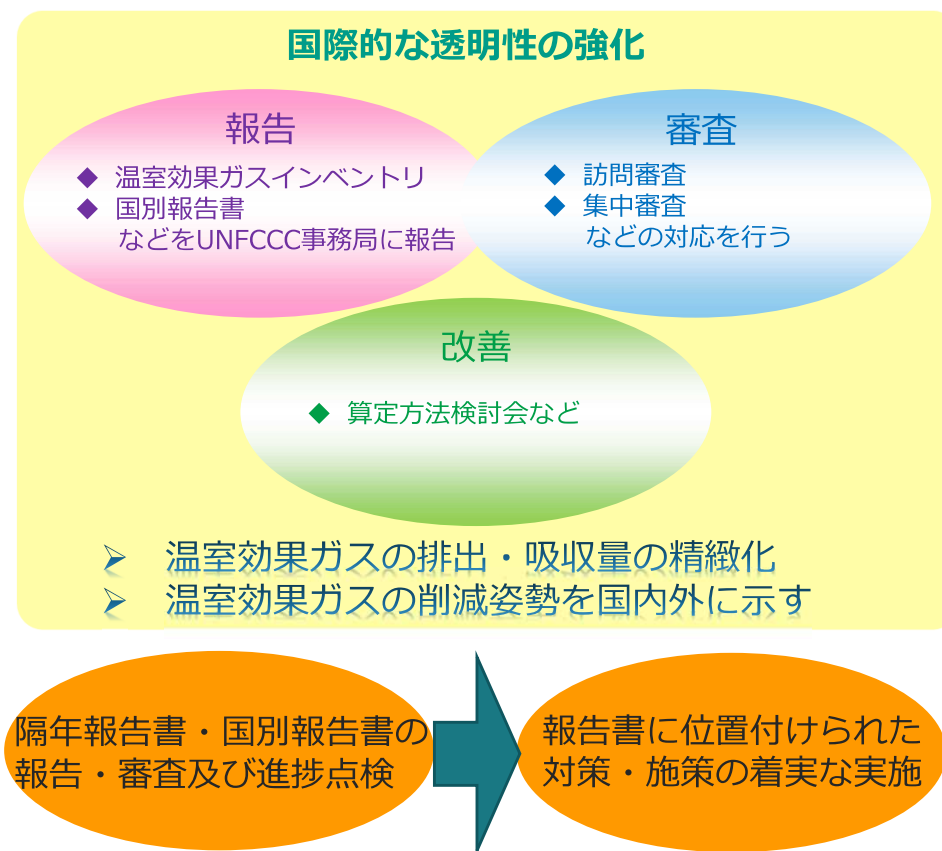 国際的な透明性の強化
報告
◆ 温室効果ガスインベントリ
◆ 国別報告書
などをUNFCCC事務局に報告
審査
◆ 訪問審査
◆ 集中審査
などの対応を行う
改善
◆ 算定方法検討会など
➢ 温室効果ガスの排出・吸収量の精緻化
➢ 温室効果ガスの削減姿勢を国内外に示す
隔年報告書・国別報告書の
報告・審査及び進捗点検
報告書に位置付けられた
対策・施策の着実な実施